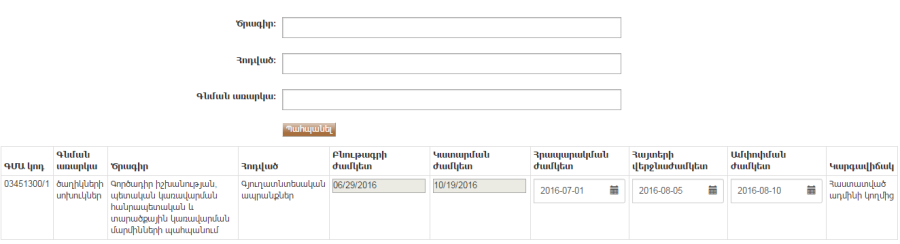 Ծրագիր:
Հոդված:
Գնման առարկա:
Պահպանել
ԳՄԱ կոդ Գնման առարկա Ծրագիր Հոդված Բնութագրի ժամկետ Կատարման ժամկետ Հրապարակման ժամկետ Հայտերի վերջնաժամկետ Ամփոփման ժամկետ Կարգավիճակ
03451300/1 ծաղիկների տխուկներ Գործադիր իշխանության, Գյուղատնտեսական 06/29/2016 10/19/2016 2016-07-01 2016-08-05 2016-08-10 Հաստատված
պետական կառավարման ապրանքներ ադմինի կողմից
հանրապետական և
տարածքային կառավարման
մարմինների պահպանում